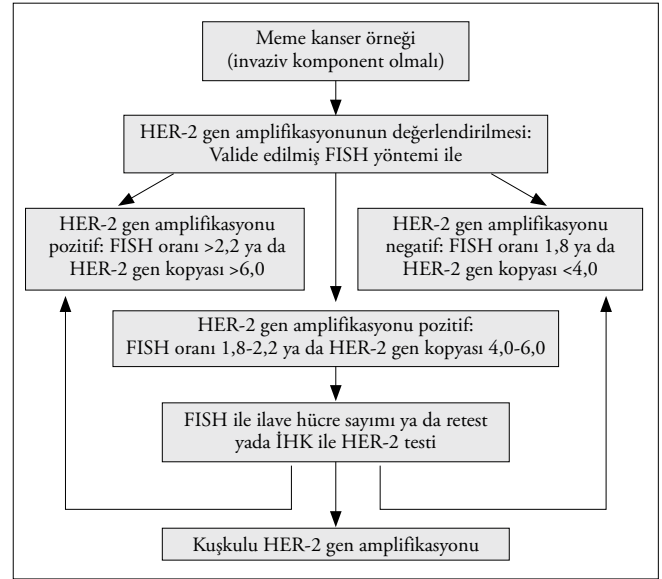 Meme kanser örneği
(invaziv komponent olmalı)
HER-2 gen amplifikasyonunun değerlendirilmesi:
Valide edilmiş FISH yöntemi ile
HER-2 gen amplifikasyonu
pozitif: FISH oranı >2,2 ya da
HER-2 gen kopyası >6,0
HER-2 gen amplifikasyonu
negatif: FISH oranı 1,8 ya da
HER-2 gen kopyası <4,0
HER-2 gen amplifikasyonu pozitif:
FISH oranı 1,8-2,2 ya da HER-2 gen kopyası 4,0-6,0
FISH ile ilave hücre sayımı ya da retest
yada İHK ile HER-2 testi
Kuşkulu HER-2 gen amplifikasyonu